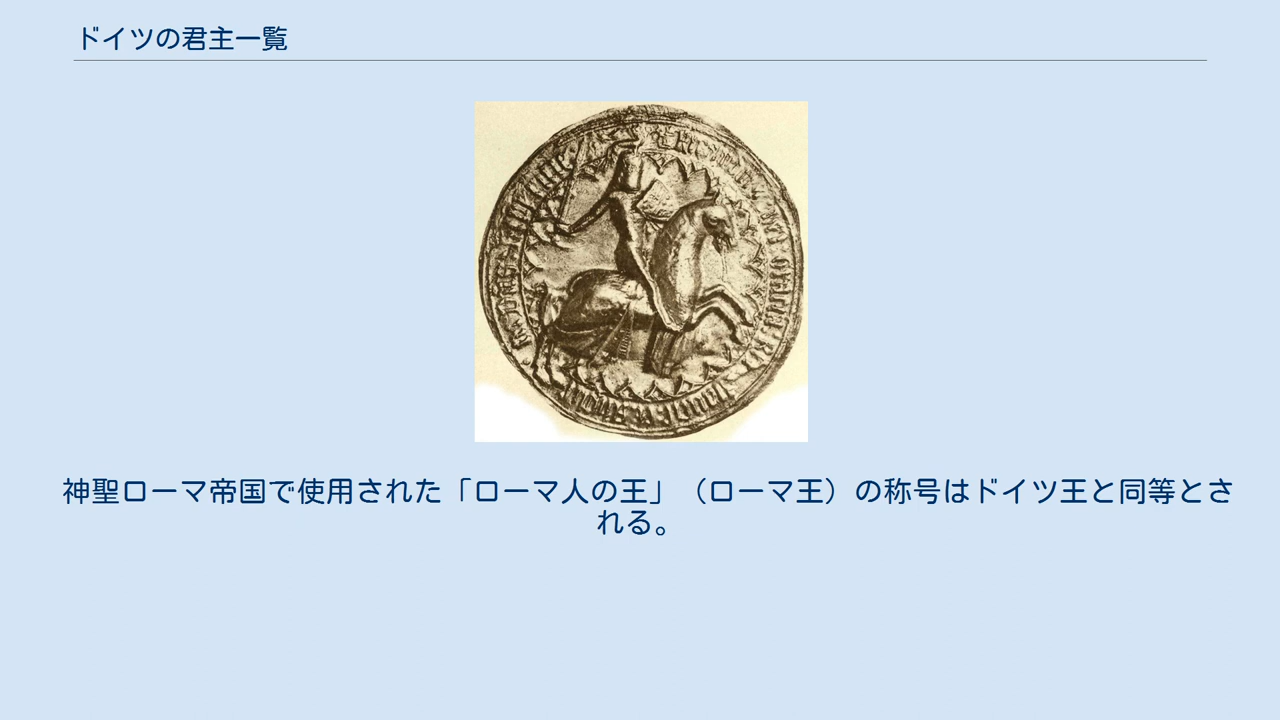 ドイツの君主一覧
神聖ローマ帝国で使用された「ローマ人の王」（ローマ王）の称号はドイツ王と同等とさ
れる。